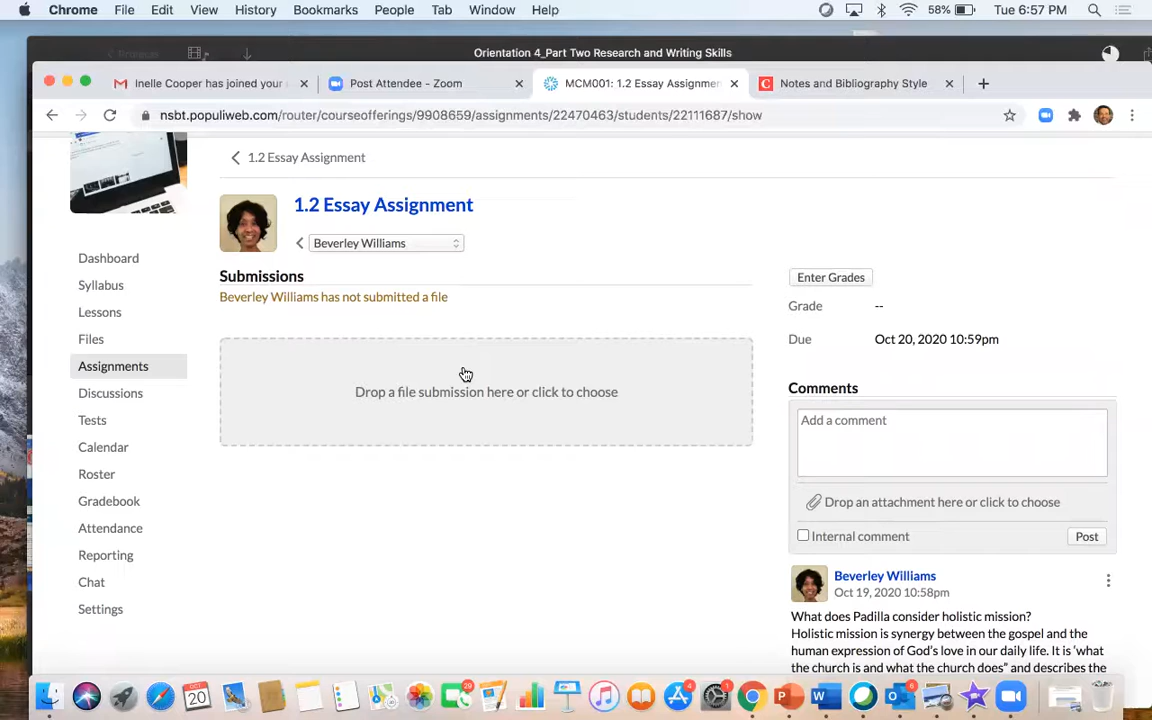 Chrome File Edit View History Bookmarks People Tab Window Help 58% Tue 6:57 PM
Orientation 4_Part Two Research and Writing Skills
Inelle Cooper has joined your Post Attendee - Zoom MCM001: 1.2 Essay Assignmen Notes and Bibliography Style
nsbt.populiweb.com/router/courseofferings/9908659/assignments/22470463/students/22111687/show
1.2 Essay Assignment
1.2 Essay Assignment
Beverley Williams
Submissions
Beverley Williams has not submitted a file
Drop a file submission here or click to choose
Dashboard
Syllabus
Lessons
Files
Assignments
Discussions
Tests
Calendar
Roster
Gradebook
Attendance
Reporting
Chat
Settings
Enter Grades
Grade --
Due Oct 20, 2020 10:59pm
Comments
Add a comment
Drop an attachment here or click to choose
Internal comment Post
Beverley Williams
Oct 19, 2020 10:58pm
What does Padilla consider holistic mission?
Holistic mission is synergy between the gospel and the
human expression of God's love in our daily life. It is 'what
the church is and what the church does" and describes the
OCT
20
29
4
1
6